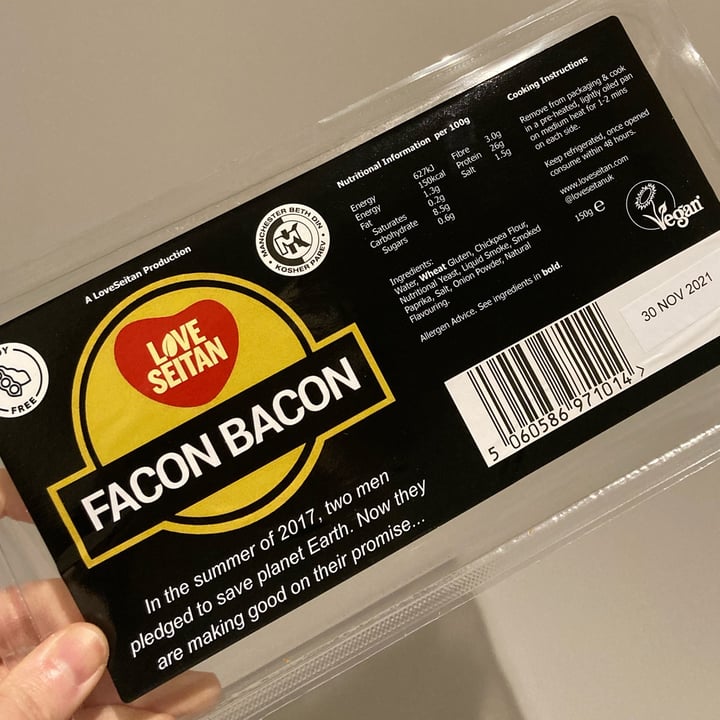 A LoveSeitan Production
MANCHESTER BETH DIN
MK
KOSHER PAREV
FREE
LOVE
SEITAN
FACON BACON
In the summer of 2017, two men
pledged to save planet Earth. Now they
are making good on their promise...
Nutritional Information per 100g
Energy 627kJ
Energy 150kcal
Fat 1.3g
Saturates 0.2g
Carbohydrate 8.5g
Sugars 0.6g
Fibre 3.0g
Protein 26g
Salt 1.5g
Ingredients:
Water, Wheat Gluten, Chickpea Flour,
Nutritional Yeast, Liquid Smoke, Smoked
Paprika, Salt, Onion Powder, Natural
Flavouring.
Allergen Advice. See ingredients in bold.
Cooking Instructions
Remove from packaging & cook
in a pre-heated, lightly oiled pan
on medium heat for 1-2 mins
on each side.
Keep refrigerated, once opened
consume within 48 hours.
www.loveseitan.com
@loveseitanuk
150g e
Vegan
30 NOV 2021
5 060586 971014 >